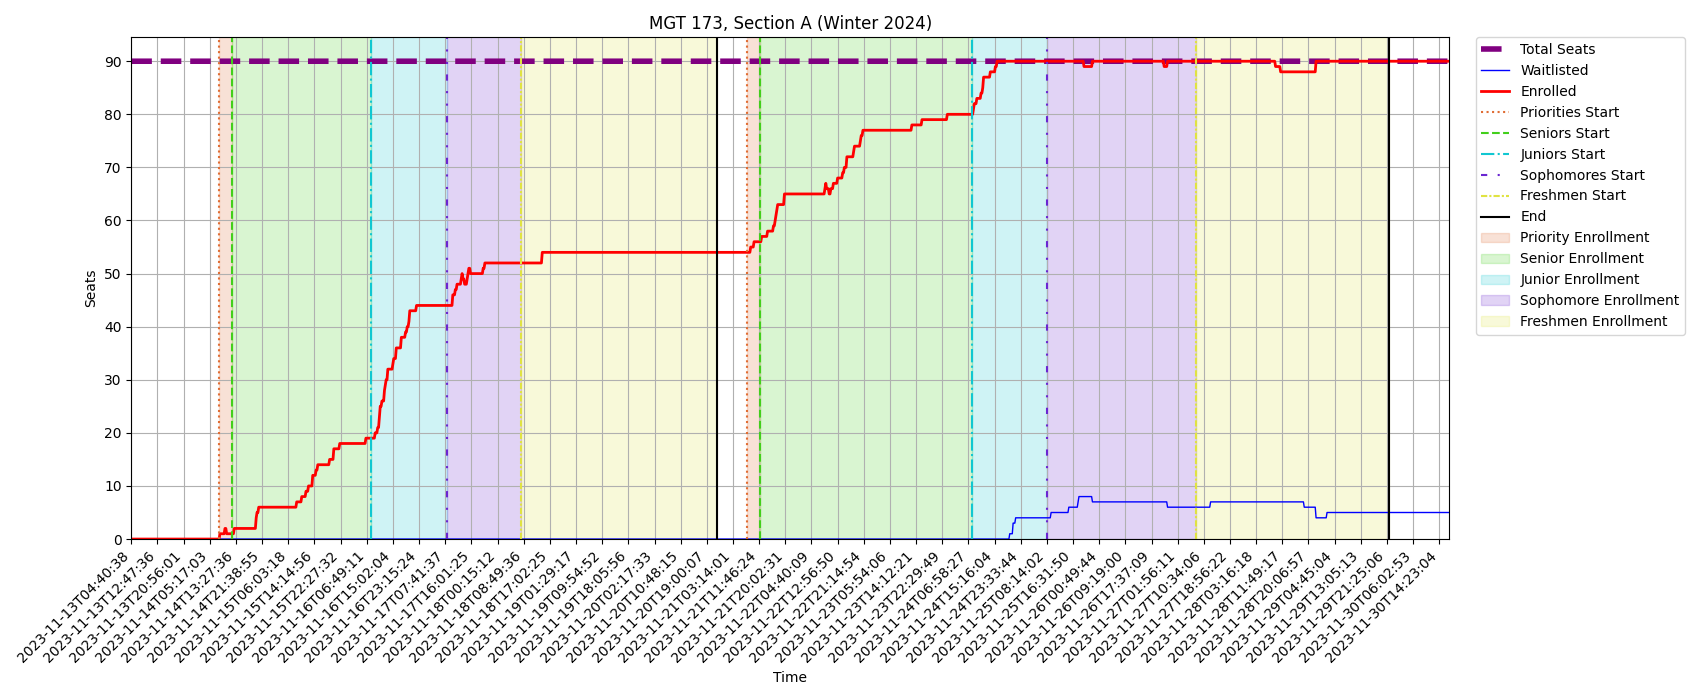 MGT 173, Section A (Winter 2024)
Seats
90
80
70
60
50
40
30
20
10
0
2023-11-13T04:40:38
2023-11-13T12:47:36
2023-11-13T20:56:01
2023-11-14T05:17:03
2023-11-14T13:27:36
2023-11-14T21:38:55
2023-11-15T06:03:18
2023-11-15T14:14:56
2023-11-15T22:27:32
2023-11-16T06:49:11
2023-11-16T15:02:04
2023-11-16T23:15:24
2023-11-17T07:41:37
2023-11-17T16:01:25
2023-11-18T00:15:12
2023-11-18T08:49:36
2023-11-18T17:02:25
2023-11-19T01:29:17
2023-11-19T09:54:52
2023-11-19T18:05:56
2023-11-20T02:17:33
2023-11-20T10:48:15
2023-11-20T19:00:07
2023-11-21T03:14:01
2023-11-21T11:46:24
2023-11-21T20:02:31
2023-11-22T04:40:09
2023-11-22T12:56:50
2023-11-22T21:14:54
2023-11-23T05:54:06
2023-11-23T14:12:21
2023-11-23T22:29:49
2023-11-24T06:58:27
2023-11-24T15:16:04
2023-11-24T23:33:44
2023-11-25T08:14:02
2023-11-25T16:31:50
2023-11-26T00:49:44
2023-11-26T09:19:00
2023-11-26T17:37:09
2023-11-27T01:56:11
2023-11-27T10:34:06
2023-11-27T18:56:22
2023-11-28T03:16:18
2023-11-28T11:49:17
2023-11-28T20:06:57
2023-11-29T04:45:04
2023-11-29T13:05:13
2023-11-29T21:25:06
2023-11-30T06:02:53
2023-11-30T14:23:04
Time
Total Seats
Waitlisted
Enrolled
Priorities Start
Seniors Start
Juniors Start
Sophomores Start
Freshmen Start
End
Priority Enrollment
Senior Enrollment
Junior Enrollment
Sophomore Enrollment
Freshmen Enrollment